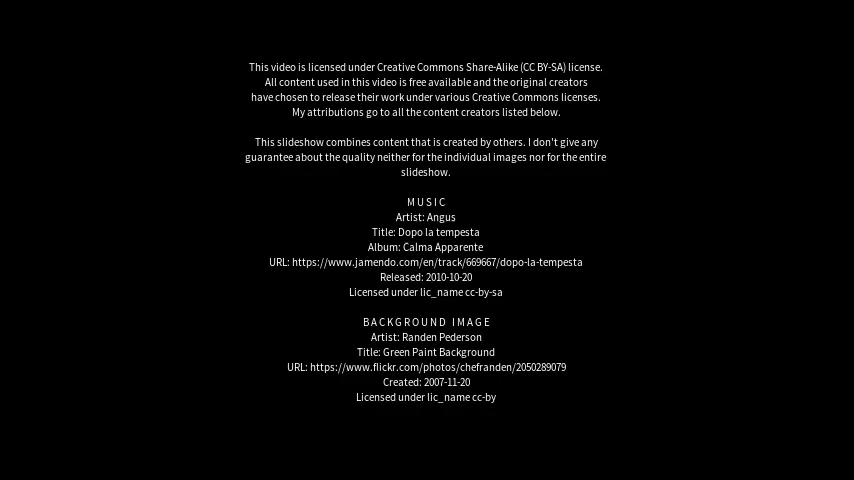 This video is licensed under Creative Commons Share-Alike (CC BY-SA) license.
All content used in this video is free available and the original creators
have chosen to release their work under various Creative Commons licenses.
My attributions go to all the content creators listed below.
This slideshow combines content that is created by others. I don't give any
guarantee about the quality neither for the individual images nor for the entire
slideshow.
MUSIC
Artist: Angus
Title: Dopo la tempesta
Album: Calma Apparente
URL: https://www.jamendo.com/en/track/669667/dopo-la-tempesta
Released: 2010-10-20
Licensed under lic_name cc-by-sa
BACKGROUND IMAGE
Artist: Randen Pederson
Title: Green Paint Background
URL: https://www.flickr.com/photos/chefranden/2050289079
Created: 2007-11-20
Licensed under lic_name cc-by